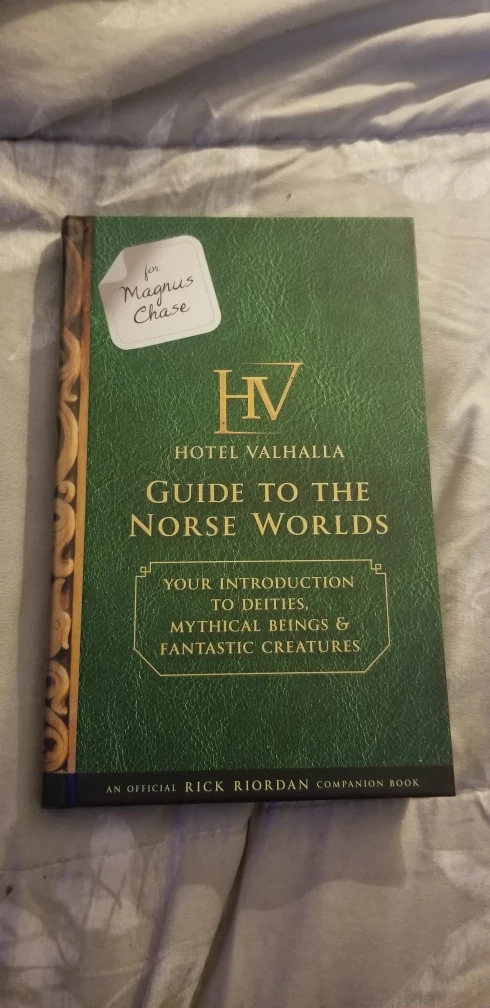 for
Magnus
Chase
HV
HOTEL VALHALLA
GUIDE TO THE
NORSE WORLDS
YOUR INTRODUCTION
TO DEITIES,
MYTHICAL BEINGS &
FANTASTIC CREATURES
AN OFFICIAL RICK RIORDAN COMPANION BOOK